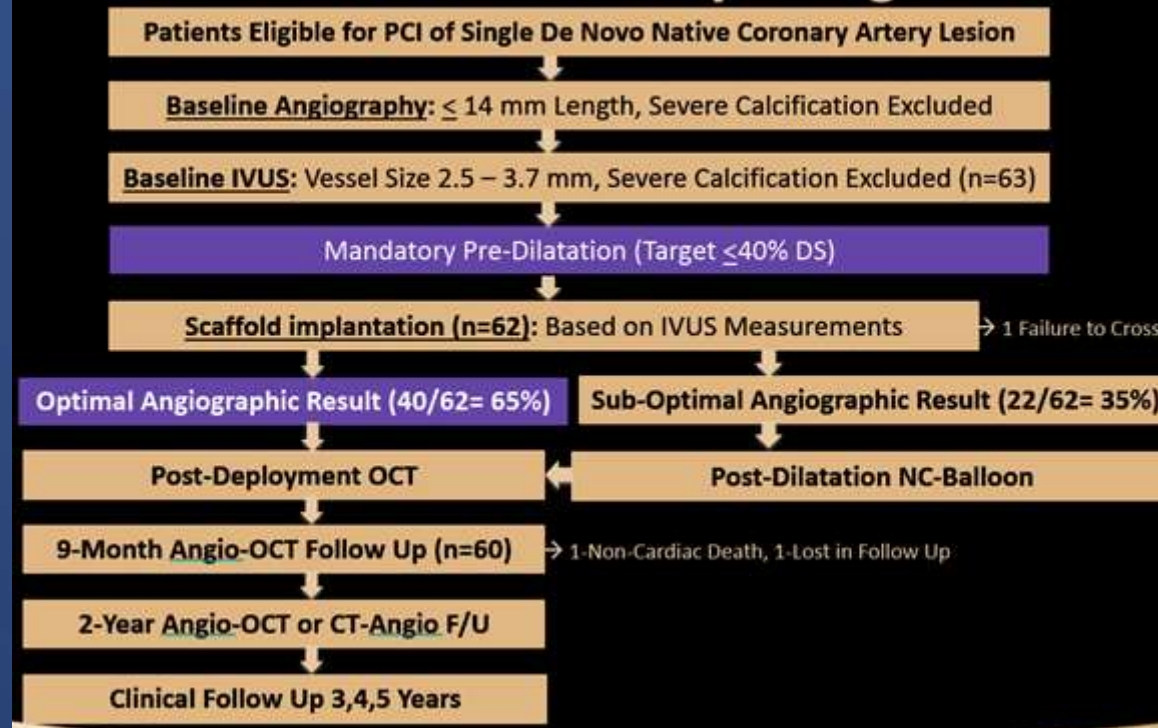 Patients Eligible for PCI of Single De Novo Native Coronary Artery Lesion
Baseline Angiography: ≤ 14 mm Length, Severe Calcification Excluded
Baseline IVUS: Vessel Size 2.5 – 3.7 mm, Severe Calcification Excluded (n=63)
Mandatory Pre-Dilatation (Target ≤40% DS)
Scaffold implantation (n=62): Based on IVUS Measurements
→ 1 Failure to Cross
Optimal Angiographic Result (40/62= 65%)
Sub-Optimal Angiographic Result (22/62= 35%)
Post-Deployment OCT
Post-Dilatation NC-Balloon
9-Month Angio-OCT Follow Up (n=60)
→ 1-Non-Cardiac Death, 1-Lost in Follow Up
2-Year Angio-OCT or CT-Angio F/U
Clinical Follow Up 3,4,5 Years